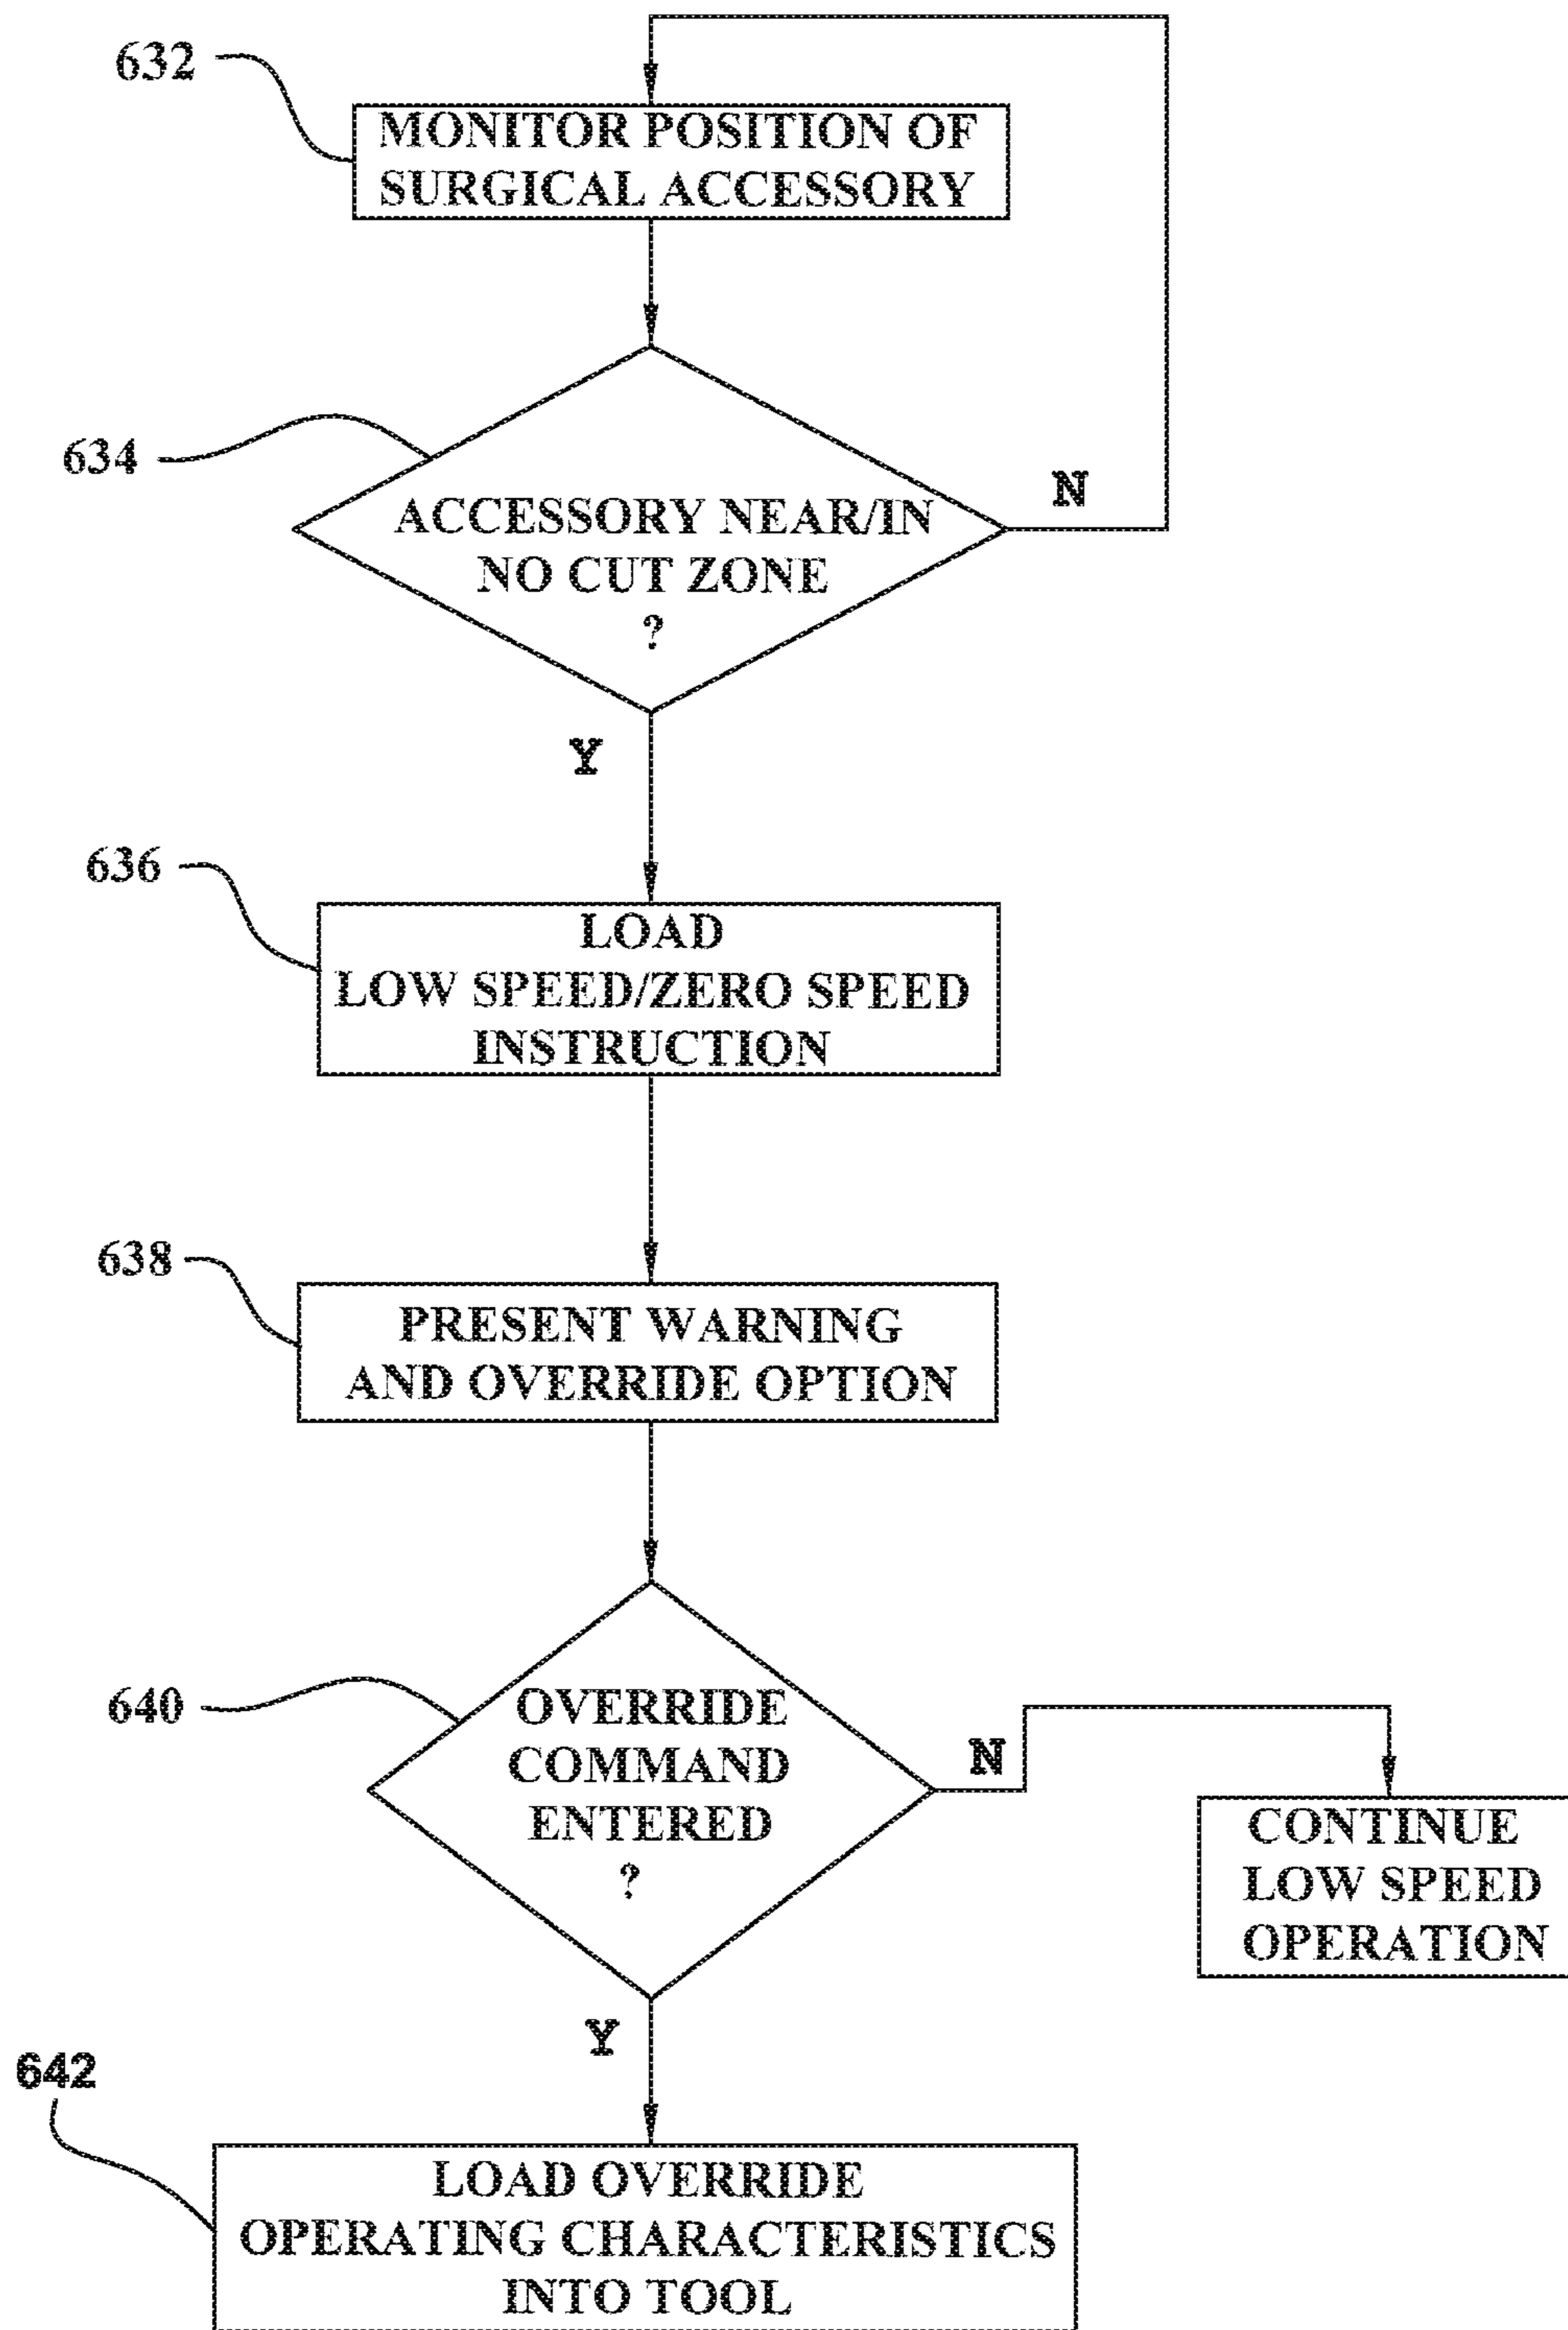 632
MONITOR POSITION OF
SURGICAL ACCESSORY
634
ACCESSORY NEAR/IN
NO CUT ZONE
?
N
Y
636
LOAD
LOW SPEED/ZERO SPEED
INSTRUCTION
638
PRESENT WARNING
AND OVERRIDE OPTION
640
OVERRIDE
COMMAND
ENTERED
?
N
CONTINUE
LOW SPEED
OPERATION
Y
642
LOAD OVERRIDE
OPERATING CHARACTERISTICS
INTO TOOL